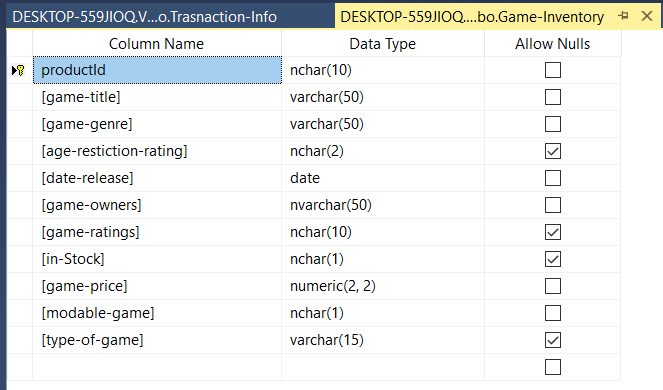 DESKTOP-559JIOQ.V...o.Trasnaction-Info DESKTOP-559JIOQ....bo.Game-Inventory
Column Name Data Type Allow Nulls
productId nchar(10)
[game-title] varchar(50)
[game-genre] varchar(50)
[age-restiction-rating] nchar(2)
[date-release] date
[game-owners] nvarchar(50)
[game-ratings] nchar(10)
[in-Stock] nchar(1)
[game-price] numeric(2, 2)
[modable-game] nchar(1)
[type-of-game] varchar(15)